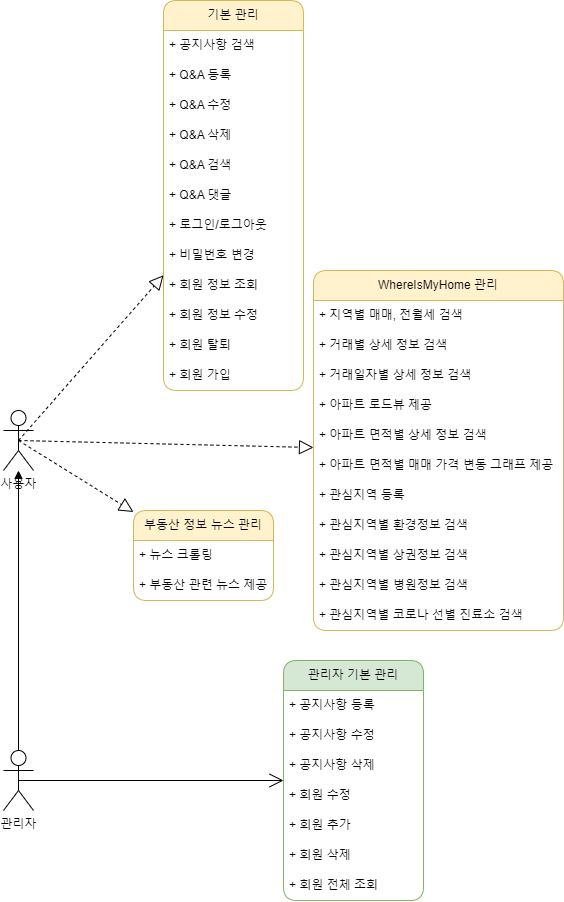 기본 관리
+ 공지사항 검색
+ Q&A 등록
+ Q&A 수정
+ Q&A 삭제
+ Q&A 검색
+ Q&A 댓글
+ 로그인/로그아웃
+ 비밀번호 변경
+ 회원 정보 조회
+ 회원 정보 수정
+ 회원 탈퇴
+ 회원 가입
WhereIsMyHome 관리
+ 지역별 매매, 전월세 검색
+ 거래별 상세 정보 검색
+ 거래일자별 상세 정보 검색
+ 아파트 로드뷰 제공
+ 아파트 면적별 상세 정보 검색
+ 아파트 면적별 매매 가격 변동 그래프 제공
+ 관심지역 등록
+ 관심지역별 환경정보 검색
+ 관심지역별 상권정보 검색
+ 관심지역별 병원정보 검색
+ 관심지역별 코로나 선별 진료소 검색
사용자
부동산 정보 뉴스 관리
+ 뉴스 크롤링
+ 부동산 관련 뉴스 제공
관리자 기본 관리
+ 공지사항 등록
+ 공지사항 수정
+ 공지사항 삭제
+ 회원 수정
+ 회원 추가
+ 회원 삭제
+ 회원 전체 조회
관리자